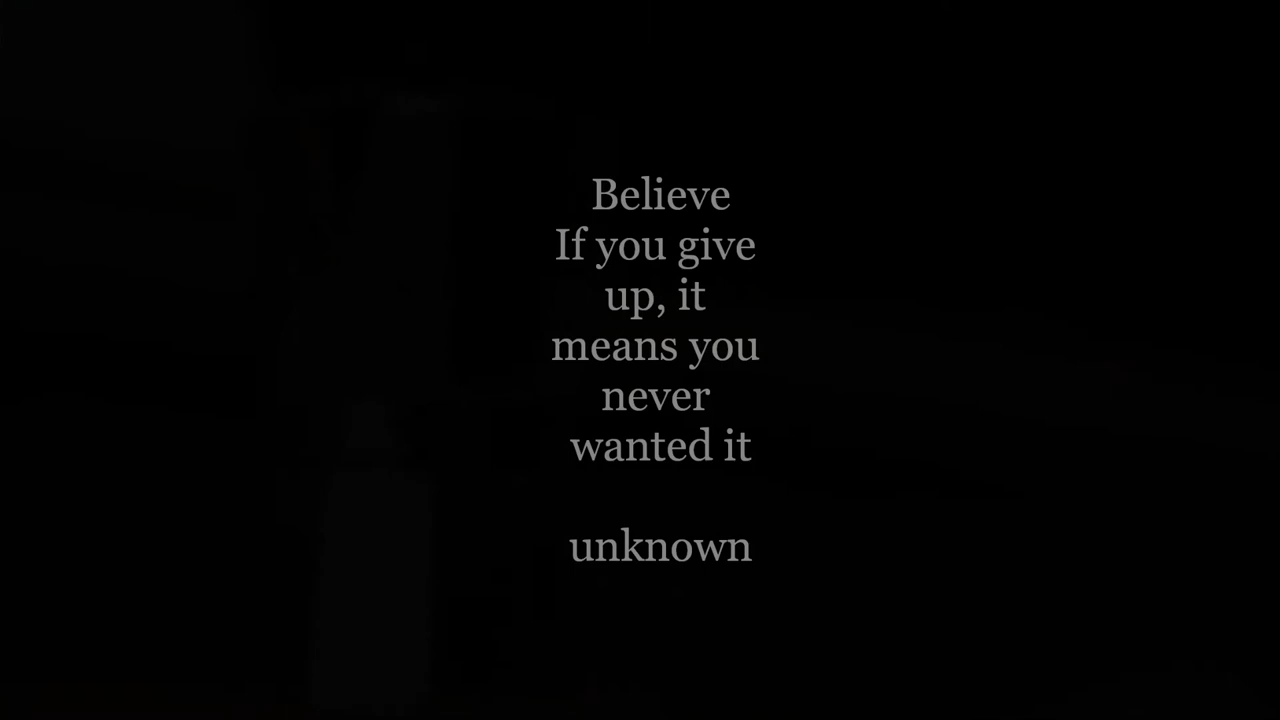 Believe
If you give
up, it
means you
never
wanted it
unknown